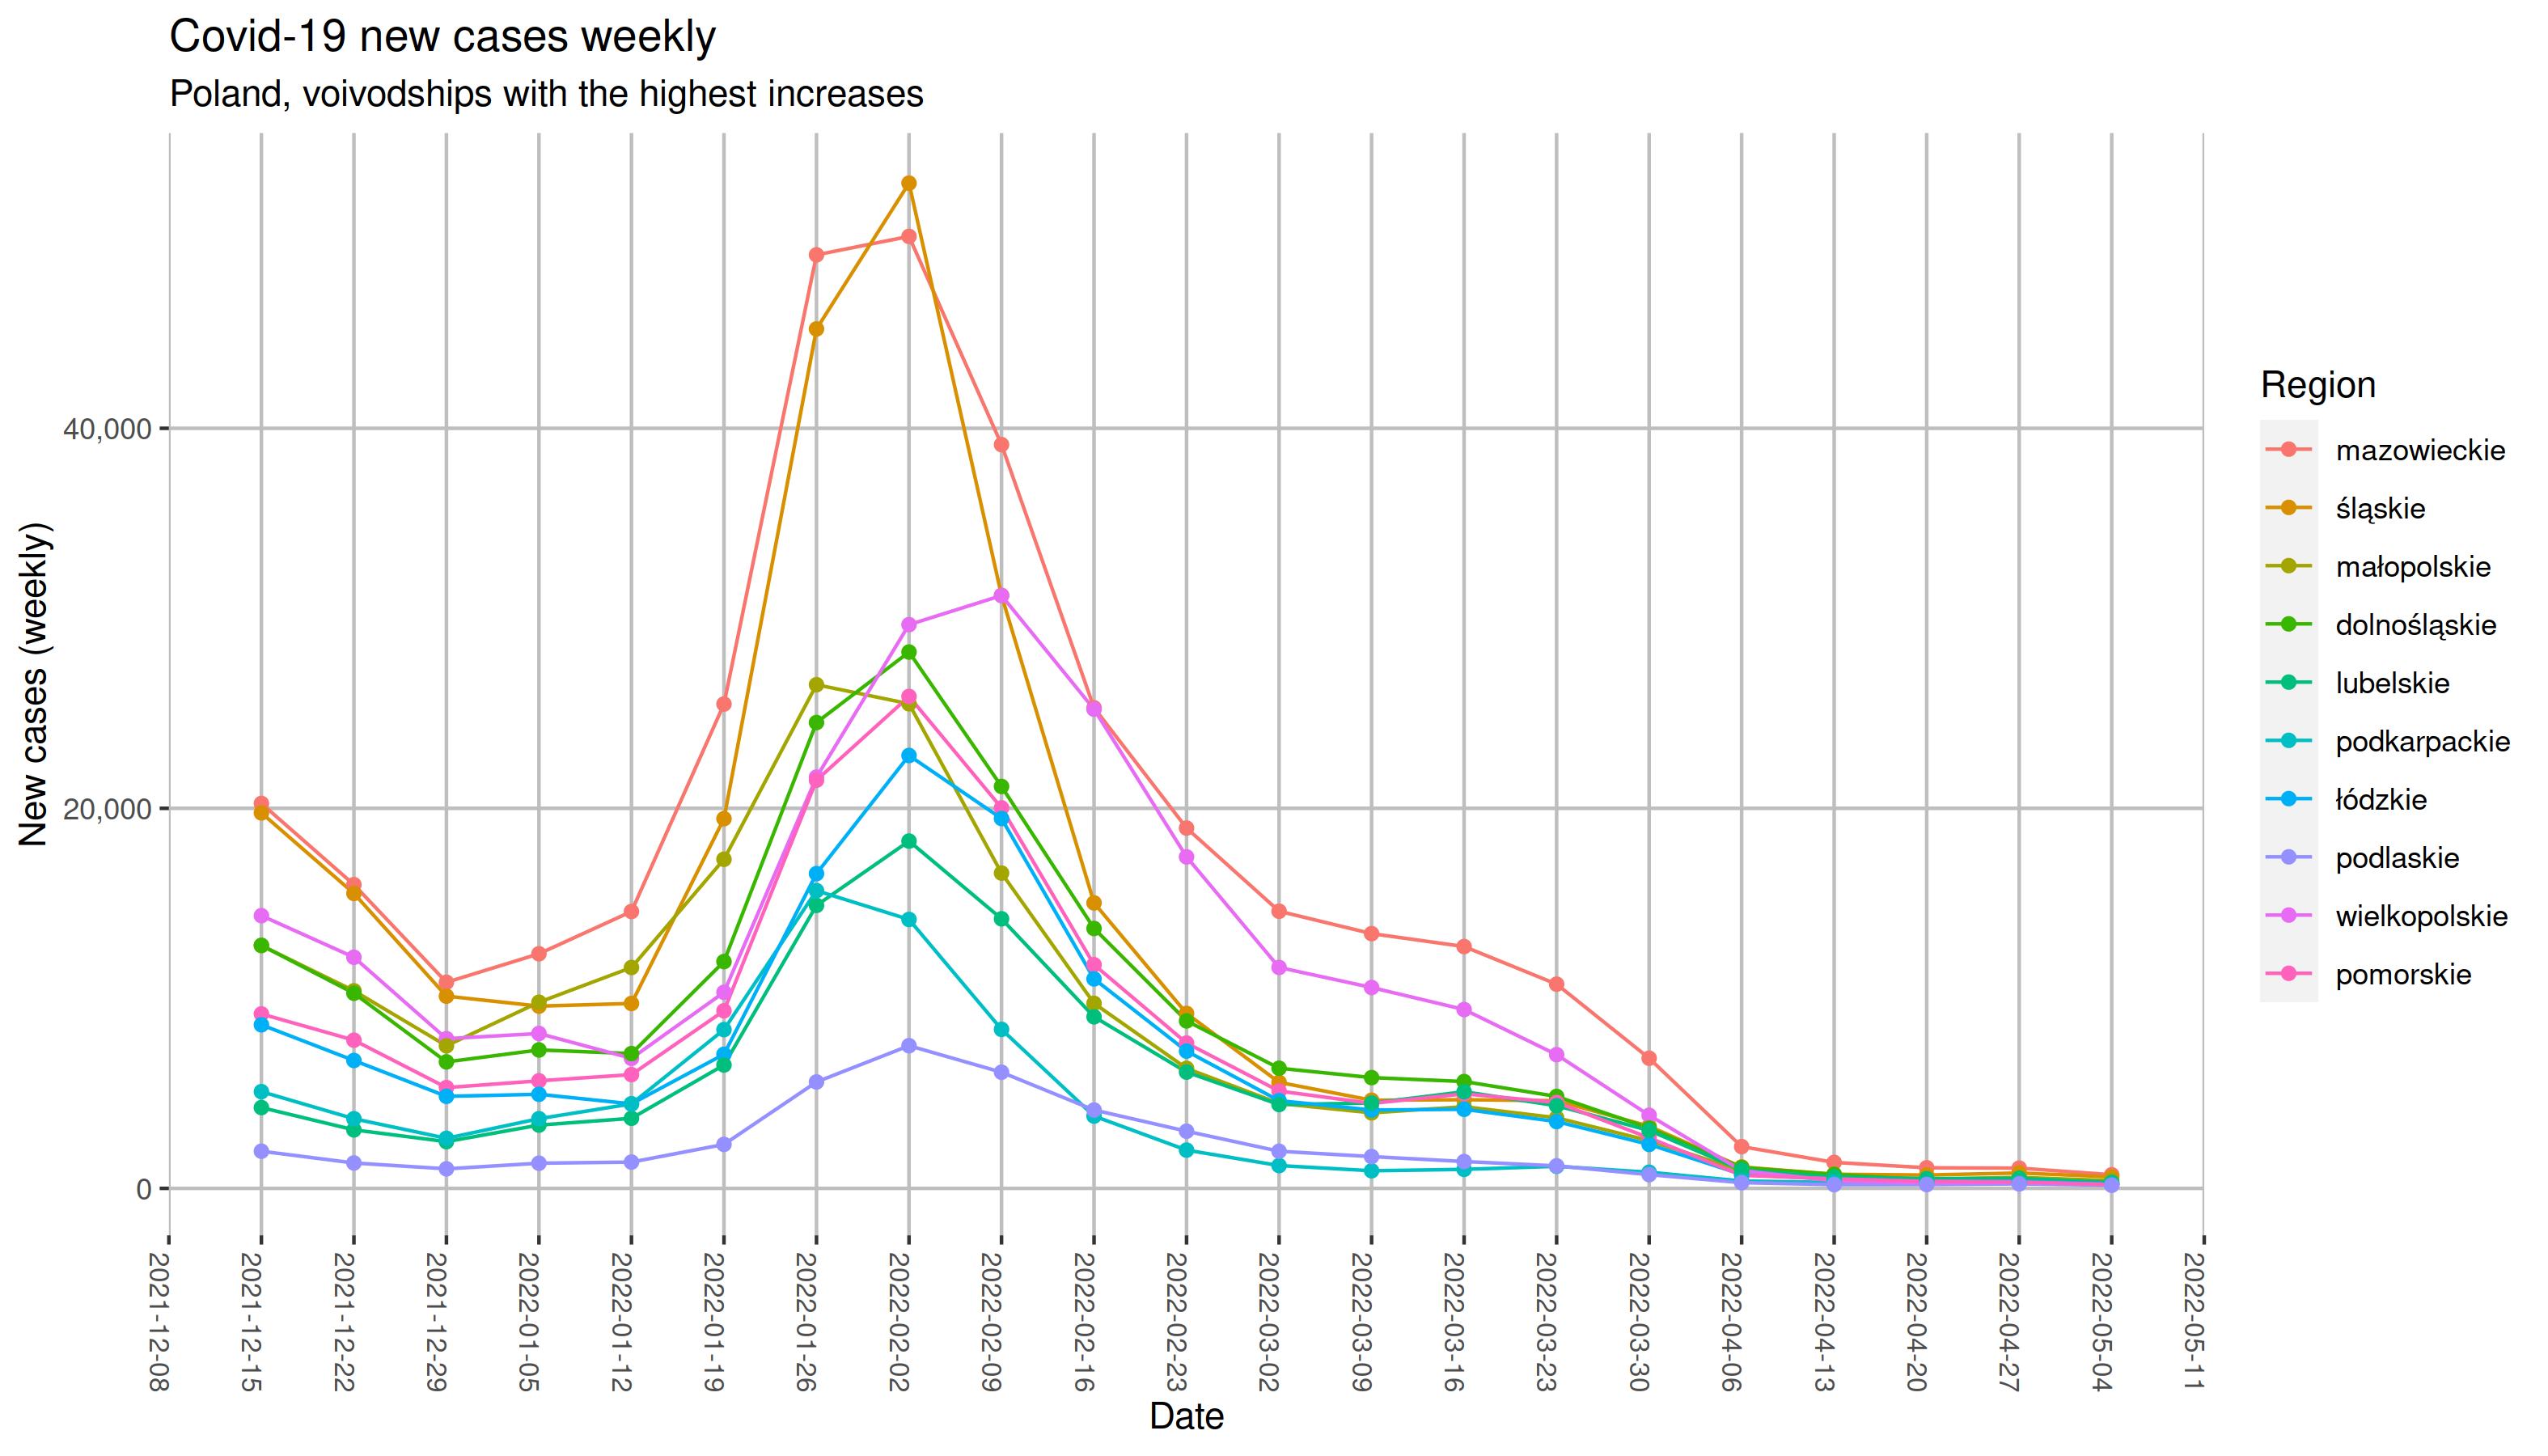 Covid-19 new cases weekly
Poland, voivodships with the highest increases
New cases (weekly)
40,000
20,000
0
2021-12-08
2021-12-15
2021-12-22
2021-12-29
2022-01-05
2022-01-12
2022-01-19
2022-01-26
2022-02-02
2022-02-09
2022-02-16
2022-02-23
2022-03-02
2022-03-09
2022-03-16
2022-03-23
2022-03-30
2022-04-06
2022-04-13
2022-04-20
2022-04-27
2022-05-04
2022-05-11
Date
Region
mazowieckie
śląskie
małopolskie
dolnośląskie
lubelskie
podkarpackie
łódzkie
podlaskie
wielkopolskie
pomorskie